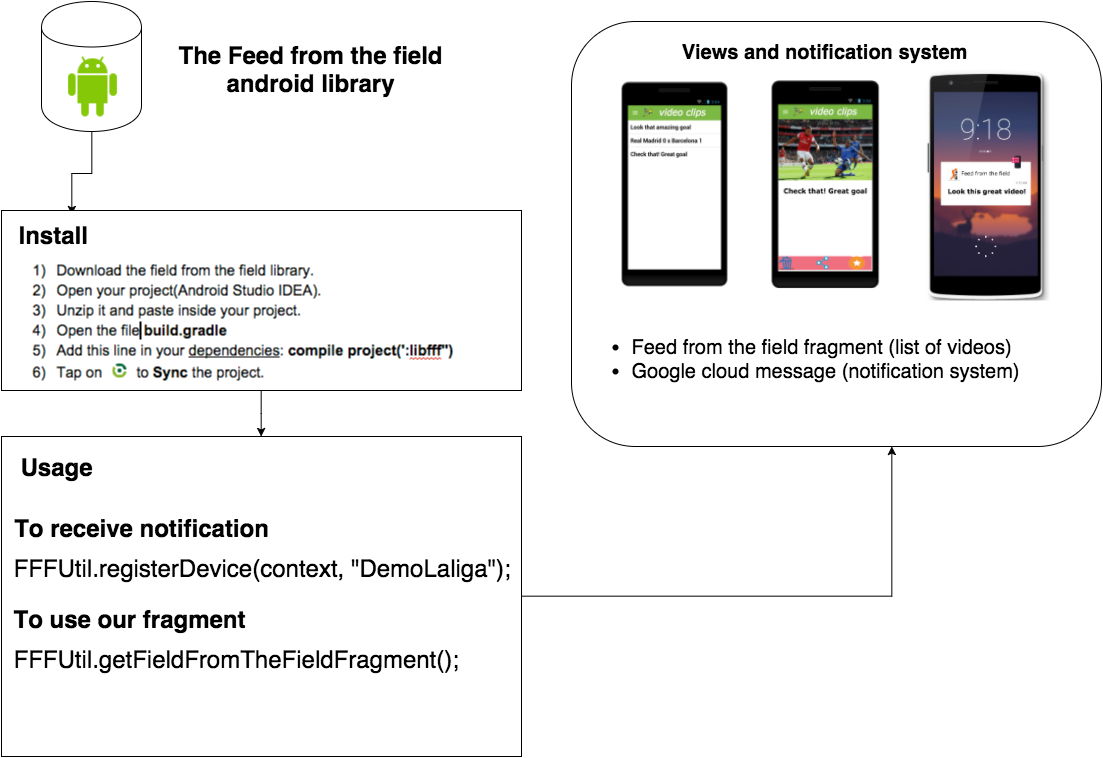 The Feed from the field
android library
Install
1) Download the field from the field library.
2) Open your project(Android Studio IDEA).
3) Unzip it and paste inside your project.
4) Open the file build.gradle
5) Add this line in your dependencies: compile project(':libfff")
6) Tap on to Sync the project.
Usage
To receive notification
FFFUtil.registerDevice(context, "DemoLaliga");
To use our fragment
FFFUtil.getFieldFromTheFieldFragment();
Views and notification system
video clips
Look that amazing goal
Real Madrid 0 x Barcelona 1
Check that! Great goal
video clips
Check that! Great goal
9:18
Feed from the field
Look this great video!
• Feed from the field fragment (list of videos)
• Google cloud message (notification system)